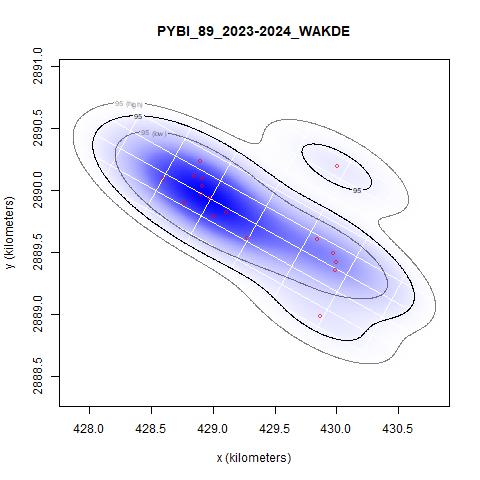 PYBI_89_2023-2024_WAKDE
95 (high)
95
95 (low)
95
y (kilometers)
2891.0
2890.5
2890.0
2889.5
2889.0
2888.5
428.0 428.5 429.0 429.5 430.0 430.5
x (kilometers)